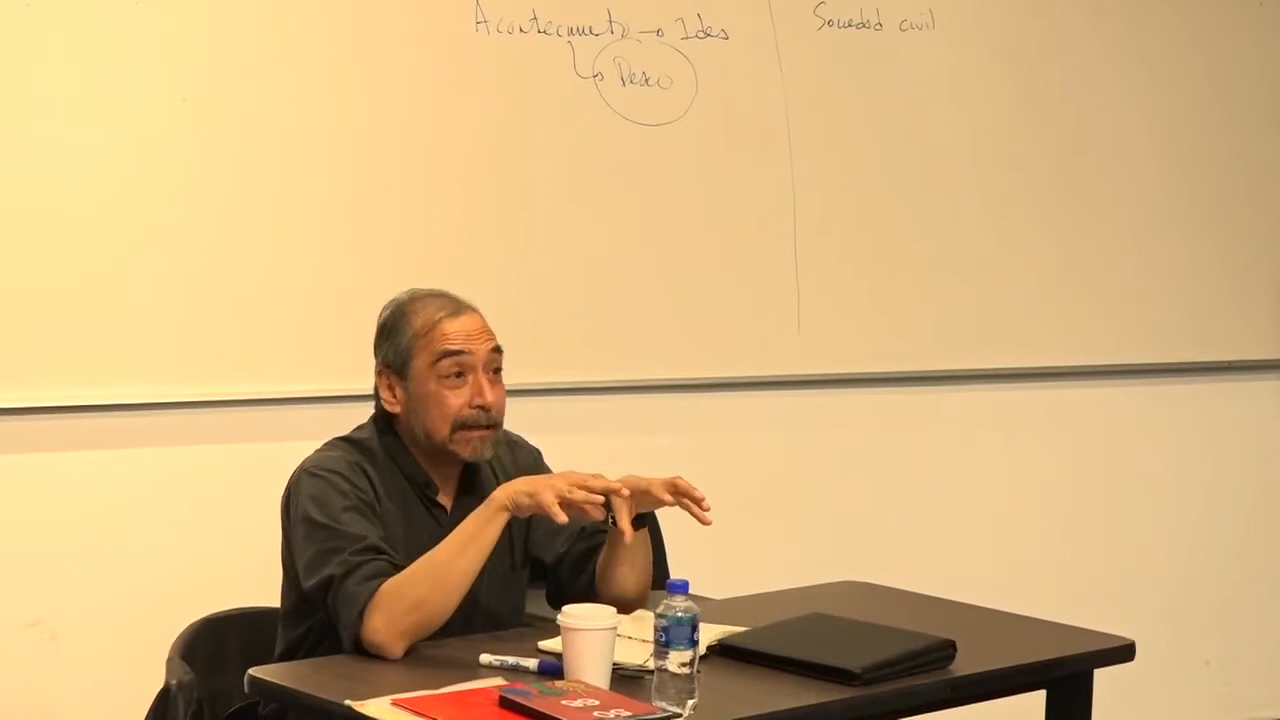 Acontecimiento → Idea
↳ Deseo
Sociedad civil